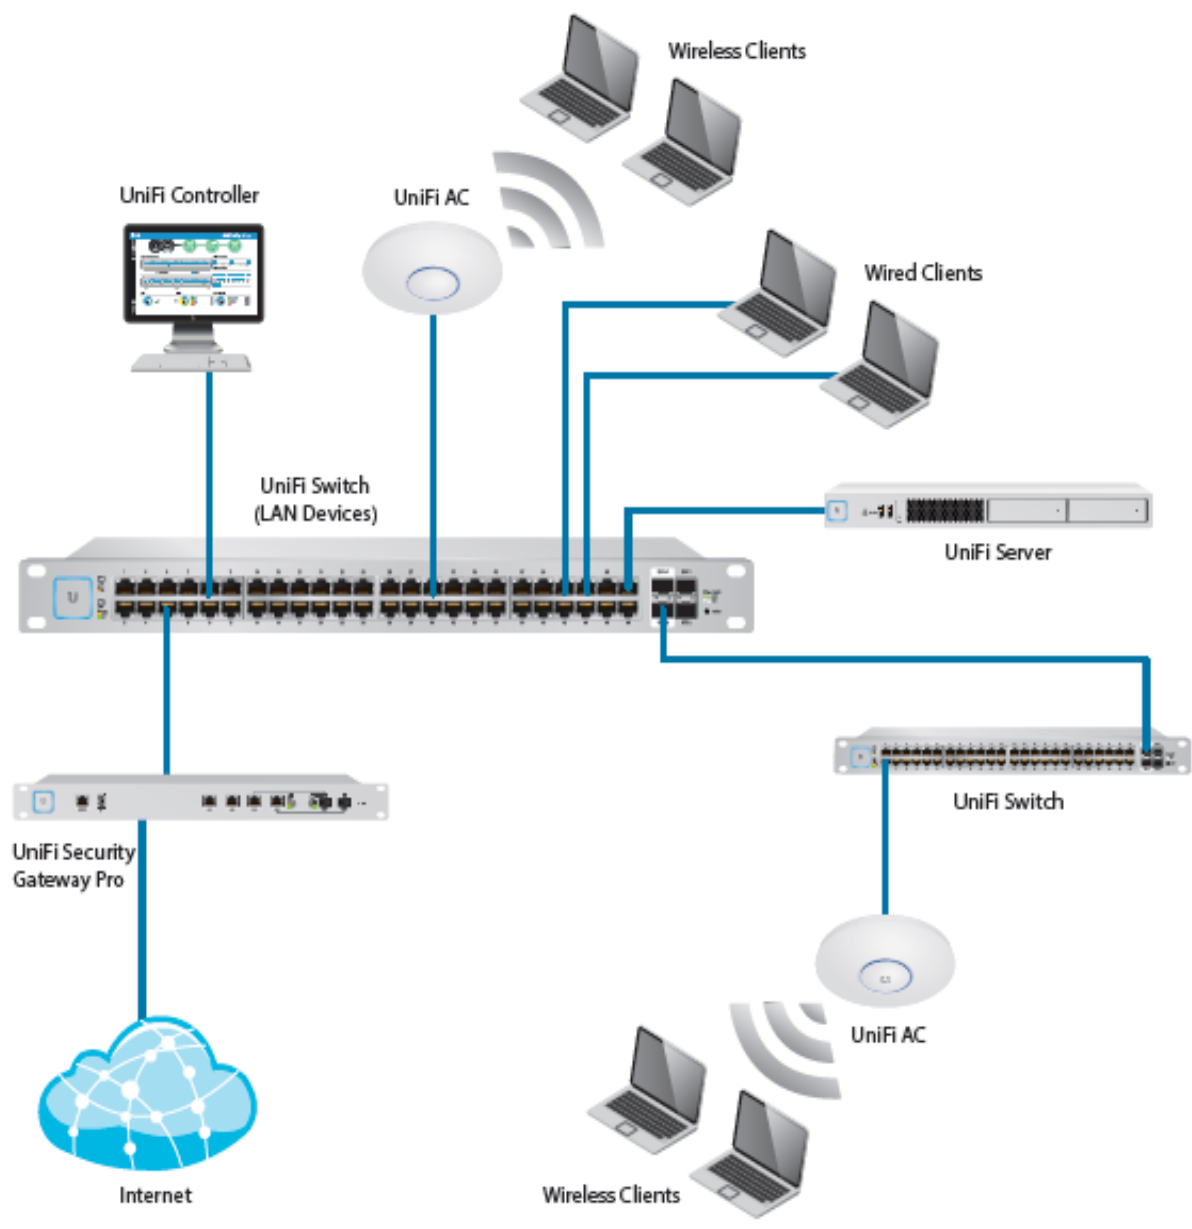 Wireless Clients
UniFi Controller
UniFi AC
Wired Clients
UniFi Switch
(LAN Devices)
UniFi Server
U
UniFi Switch
UniFi Security
Gateway Pro
UniFi AC
Internet
Wireless Clients